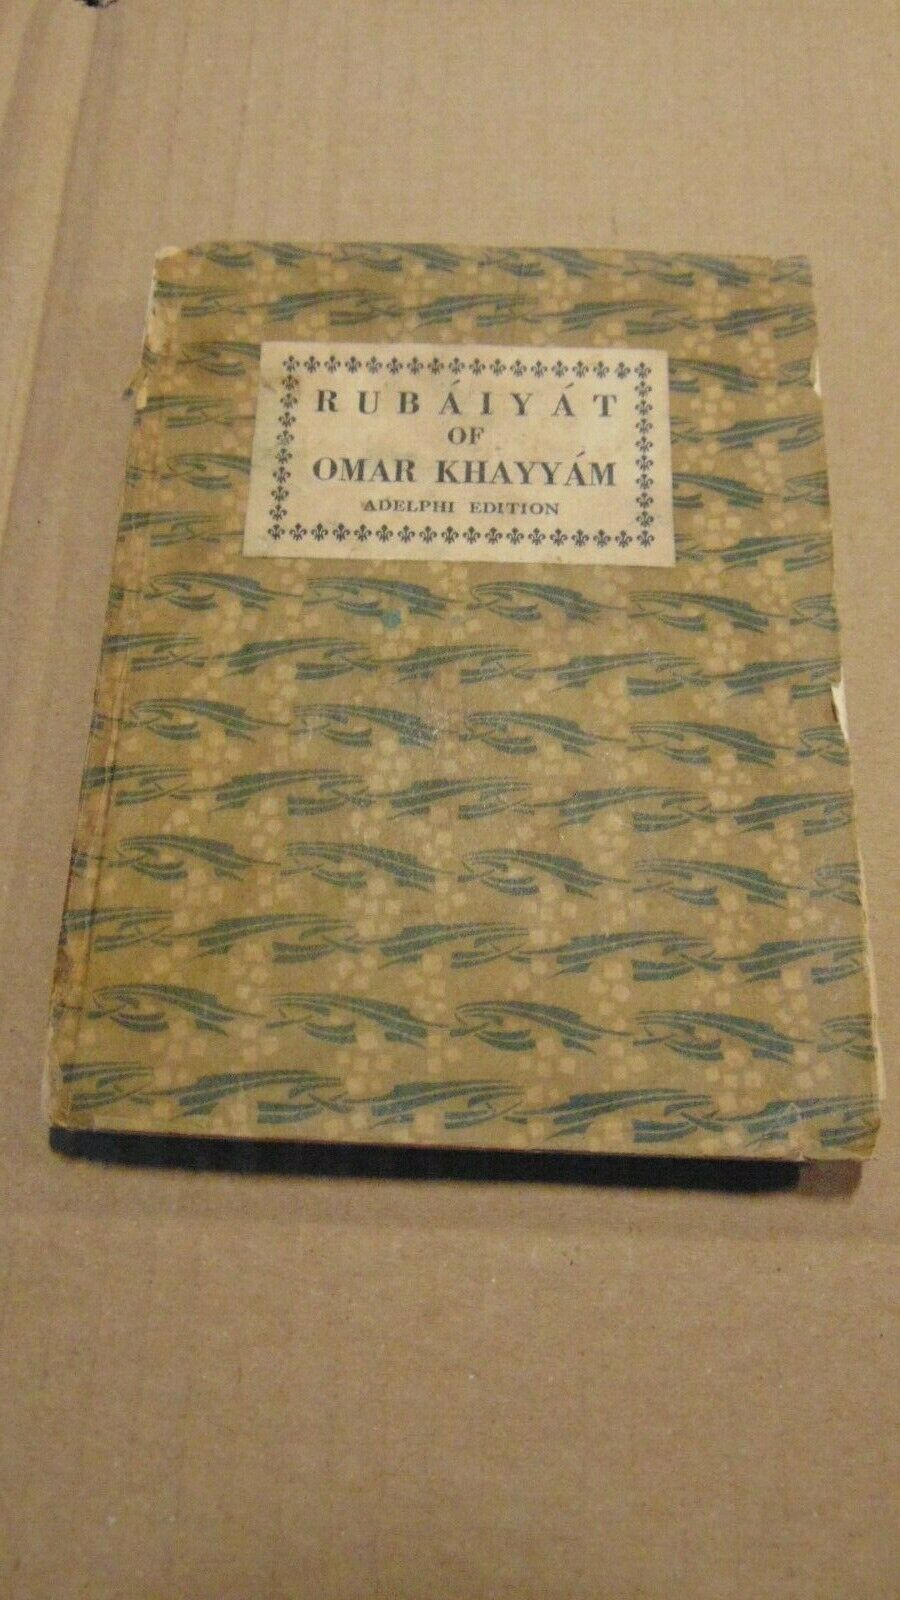 RUBÁIYÁT
OF
OMAR KHAYYÁM
ADELPHI EDITION